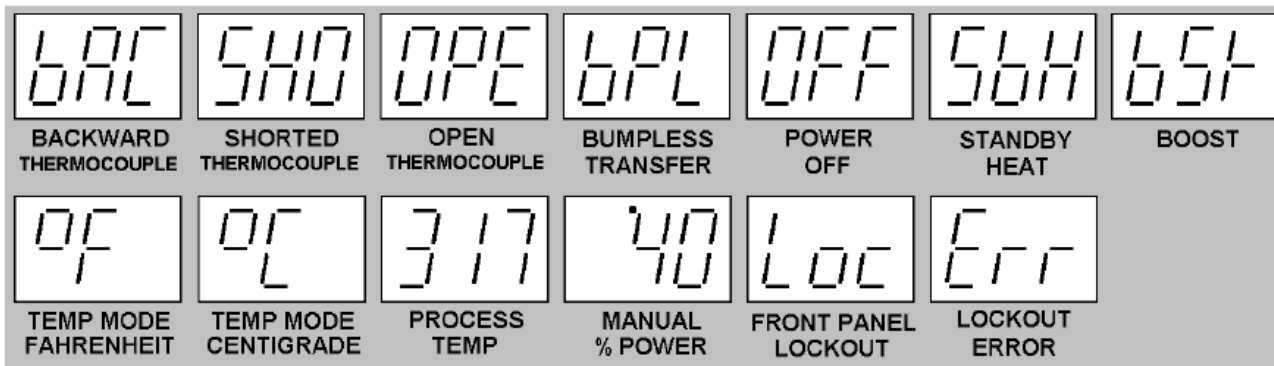 bAC SHO OPE bPL OFF SbH bSt
BACKWARD THERMOCOUPLE
SHORTED THERMOCOUPLE
OPEN THERMOCOUPLE
BUMPLESS TRANSFER
POWER OFF
STANDBY HEAT
BOOST
°F °C 317 '40 Loc Err
TEMP MODE FAHRENHEIT
TEMP MODE CENTIGRADE
PROCESS TEMP
MANUAL % POWER
FRONT PANEL LOCKOUT
LOCKOUT ERROR